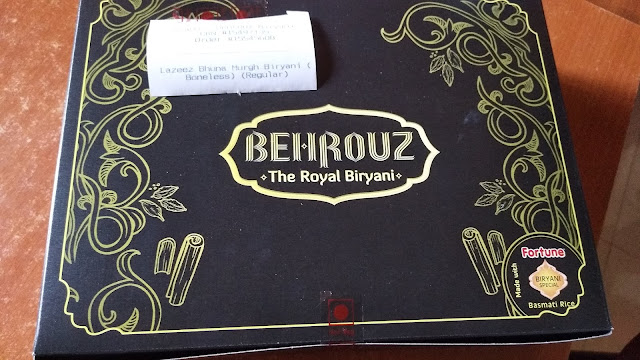 Lazeez Bhuna Murgh Biryani (
Boneless) (Regular)
BEHROUZ
The Royal Biryani
Fortune
Made with
BIRYANI
SPECIAL
Basmati Rice